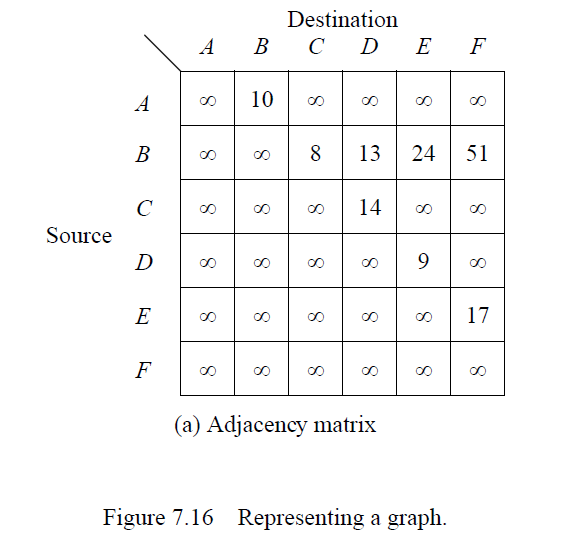 Destination
A B C D E F
A ∞ 10 ∞ ∞ ∞ ∞
B ∞ ∞ 8 13 24 51
C ∞ ∞ ∞ 14 ∞ ∞
Source
D ∞ ∞ ∞ ∞ 9 ∞
E ∞ ∞ ∞ ∞ ∞ 17
F ∞ ∞ ∞ ∞ ∞ ∞
(a) Adjacency matrix
Figure 7.16 Representing a graph.